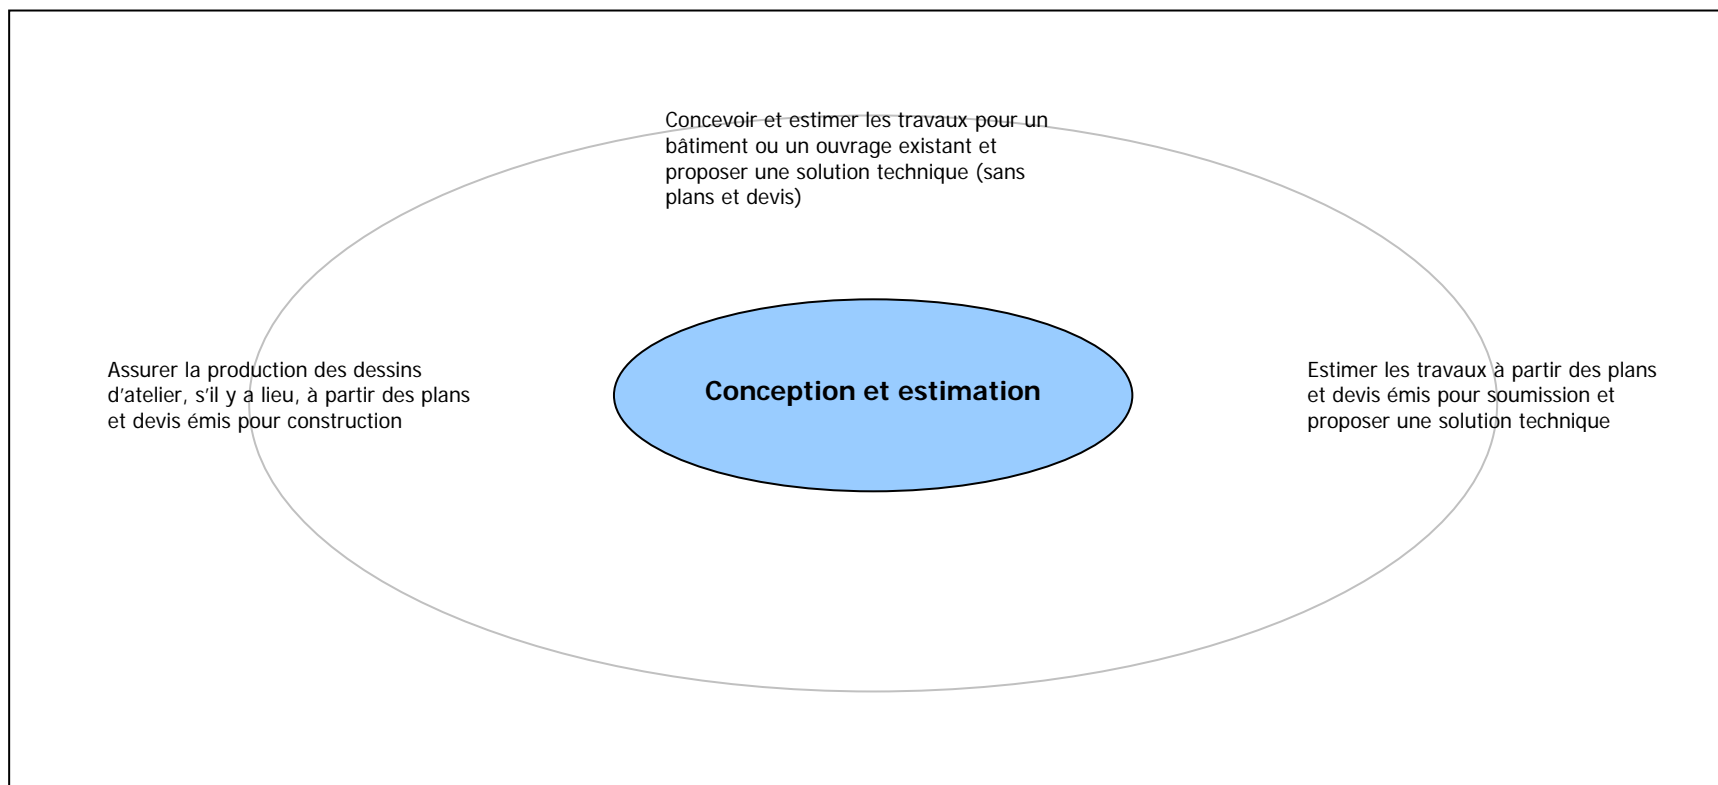 Concevoir et estimer les travaux pour un
bâtiment ou un ouvrage existant et
proposer une solution technique (sans
plans et devis)
Assurer la production des dessins
d'atelier, s'il y a lieu, à partir des plans
et devis émis pour construction
Conception et estimation
Estimer les travaux à partir des plans
et devis émis pour soumission et
proposer une solution technique